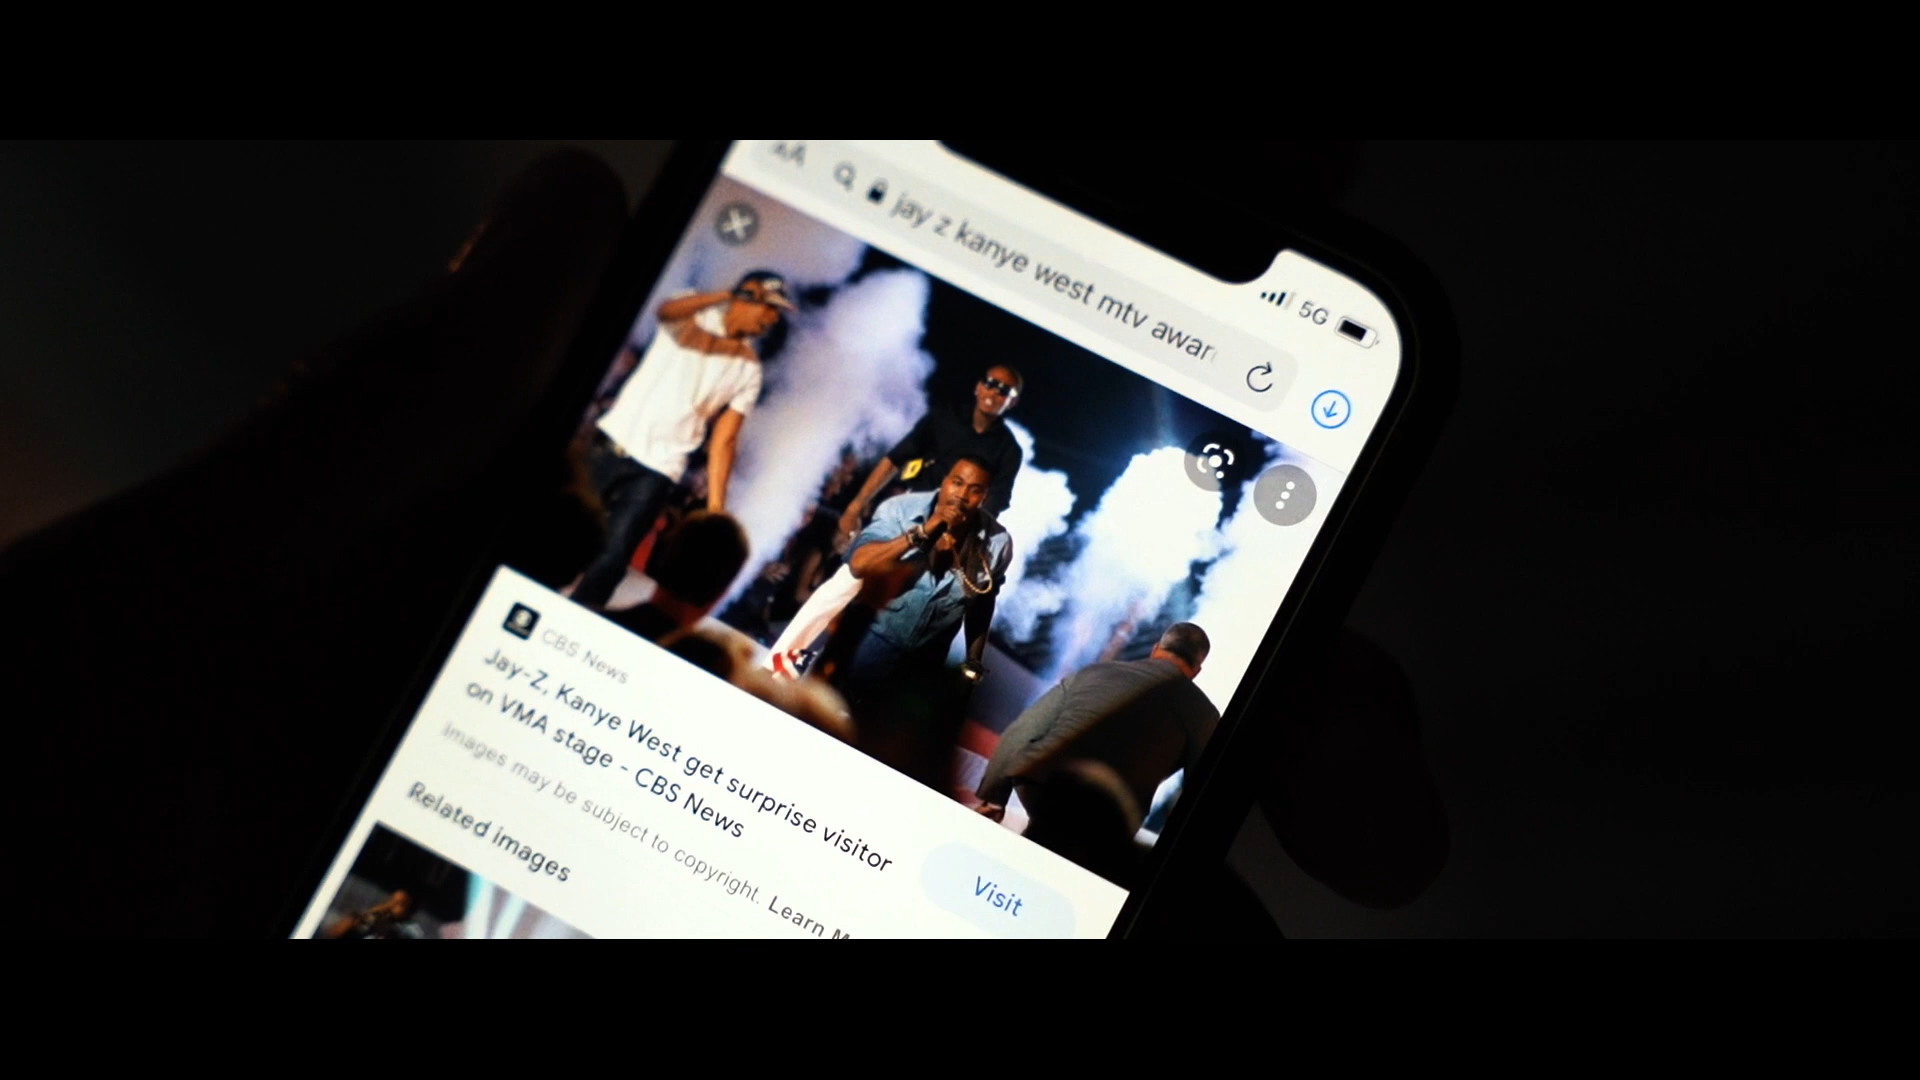 AA
jay z kanye west mtv awar
5G
CBS News
Jay-Z, Kanye West get surprise visitor
on VMA stage - CBS News
Images may be subject to copyright. Learn M
Visit
Related images